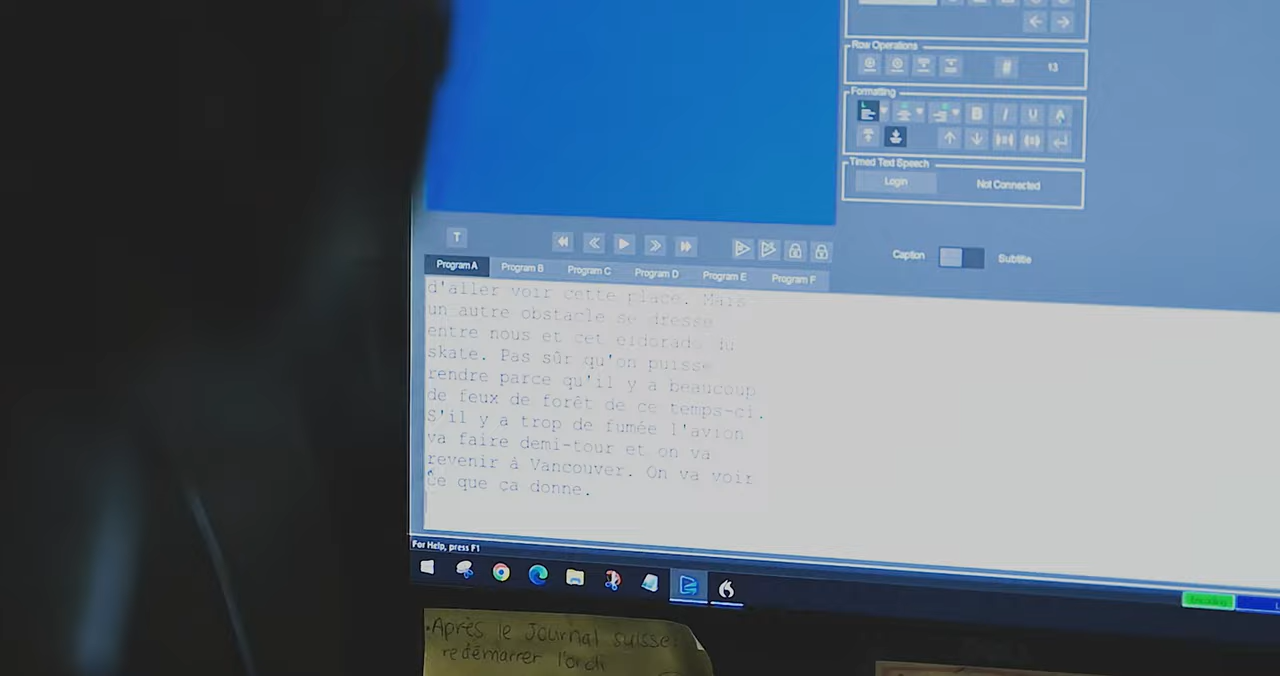 Row Operations
13
Formatting
B I U A
Timed Text Speech
Login Not Connected
T
Caption Subtitle
Program A Program B Program C Program D Program E Program F
d'aller voir cette place. Mais
un autre obstacle se dresse
entre nous et cet eldorado du
skate. Pas sûr qu'on puisse
rendre parce qu'il y a beaucoup
de feux de forêt de ce temps-ci.
S'il y a trop de fumée l'avion
va faire demi-tour et on va
revenir à Vancouver. On va voir
ce que ça donne.
For Help, press F1
Encoding
•Après le Journal suisse:
redémarrer l'ordi